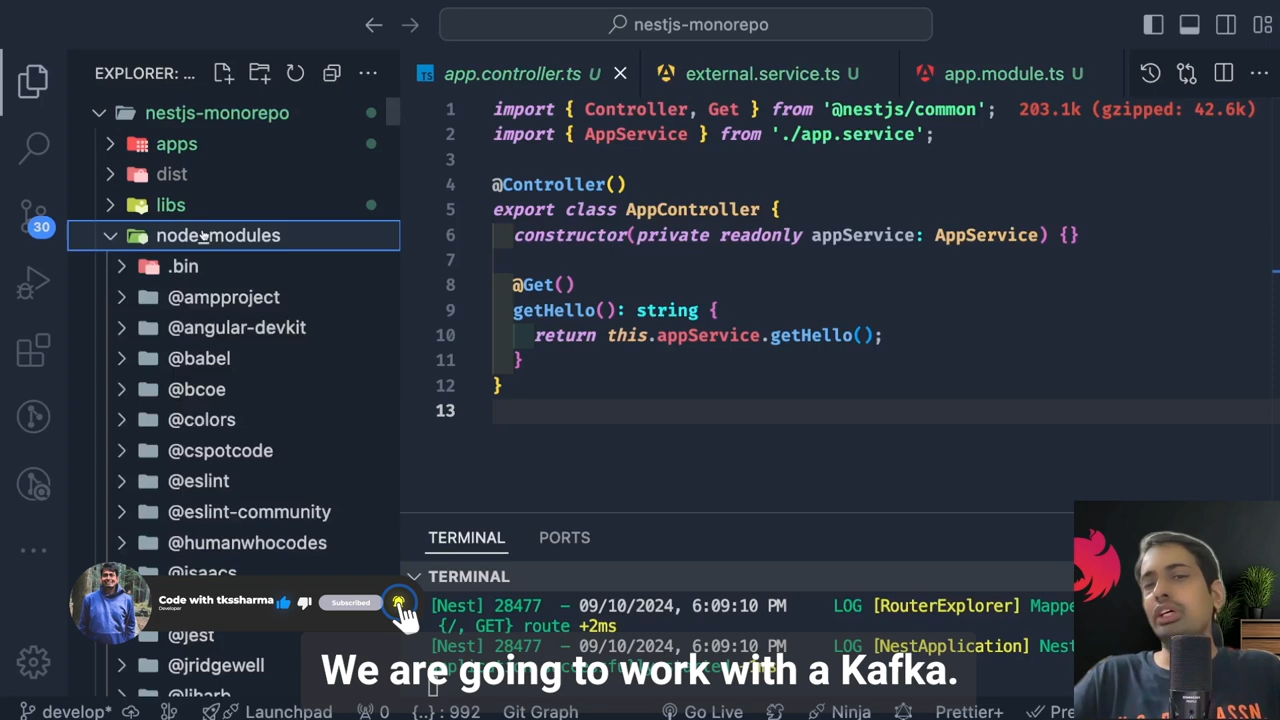 nestjs-monorepo
EXPLORER: ...
app.controller.ts U
external.service.ts U
app.module.ts U
nestjs-monorepo
apps
dist
libs
node_modules
.bin
@ampproject
@angular-devkit
@babel
@bcoe
@colors
@cspotcode
@eslint
@eslint-community
@humanwhocodes
@isaacs
@jest
@jridgewell
30
1 import { Controller, Get } from '@nestjs/common'; 203.1k (gzipped: 42.6k)
2 import { AppService } from './app.service';
3
4 @Controller()
5 export class AppController {
6 constructor(private readonly appService: AppService) {}
7
8 @Get()
9 getHello(): string {
10 return this.appService.getHello();
11 }
12 }
13
TERMINAL PORTS
TERMINAL
[Nest] 28477 - 09/10/2024, 6:09:10 PM LOG [RouterExplorer] Mappe
{/, GET} route +2ms
[Nest] 28477 - 09/10/2024, 6:09:10 PM LOG [NestApplication] Nest
Code with tkssharma
Developer
Subscribed
We are going to work with a Kafka.
develop* Launchpad 0 {..}: 992 Git Graph Go Live Ninja Prettier+ Pre